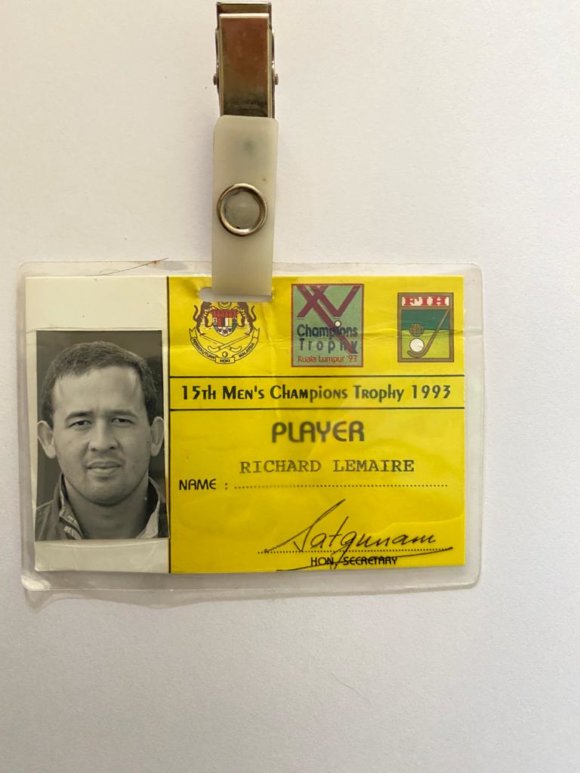 XV
Champions
Trophy
Kuala Lumpur '93
FIH
15th Men's Champions Trophy 1993
PLAYER
RICHARD LEMAIRE
NAME :
Satgunam
HON. SECRETARY